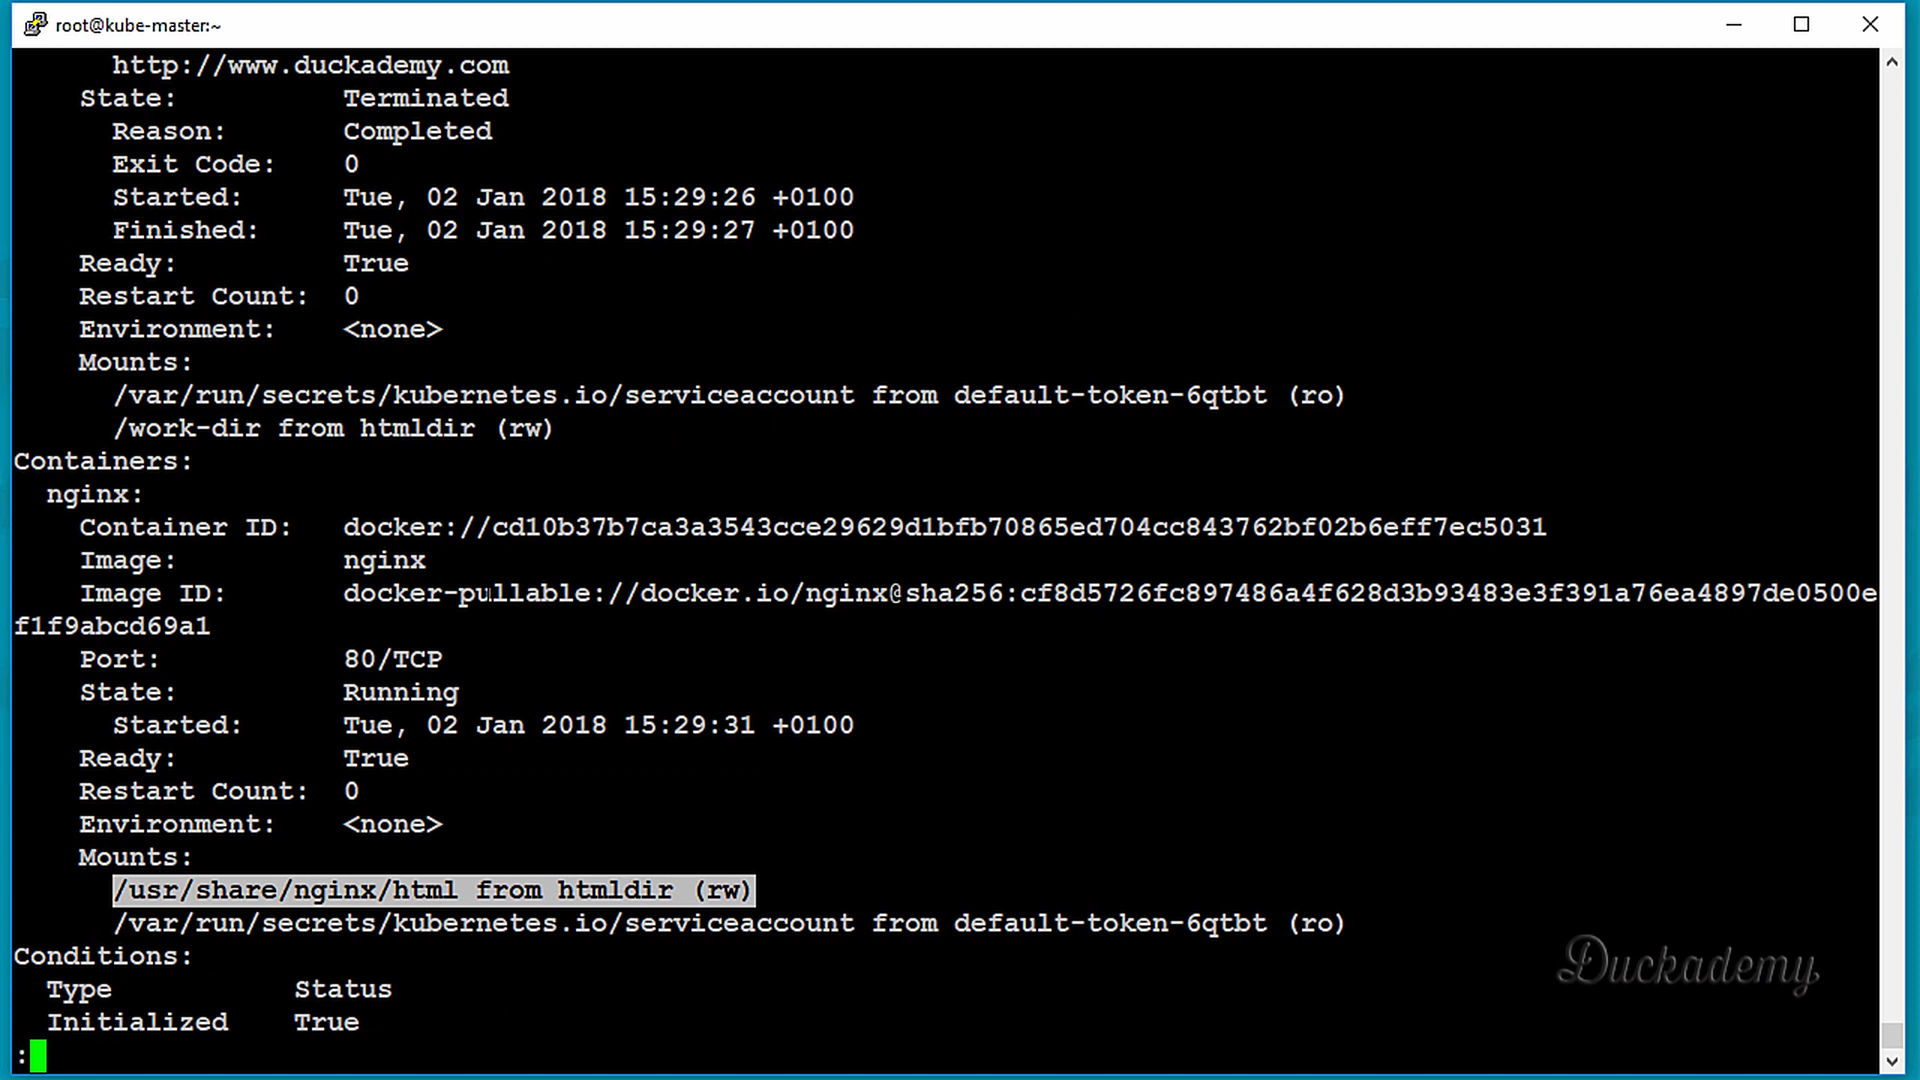 root@kube-master:~
http://www.duckademy.com
State: Terminated
Reason: Completed
Exit Code: 0
Started: Tue, 02 Jan 2018 15:29:26 +0100
Finished: Tue, 02 Jan 2018 15:29:27 +0100
Ready: True
Restart Count: 0
Environment: <none>
Mounts:
/var/run/secrets/kubernetes.io/serviceaccount from default-token-6qtbt (ro)
/work-dir from htmldir (rw)
Containers:
nginx:
Container ID: docker://cd10b37b7ca3a3543cce29629d1bfb70865ed704cc843762bf02b6eff7ec5031
Image: nginx
Image ID: docker-pullable://docker.io/nginx@sha256:cf8d5726fc897486a4f628d3b93483e3f391a76ea4897de0500e
f1f9abcd69a1
Port: 80/TCP
State: Running
Started: Tue, 02 Jan 2018 15:29:31 +0100
Ready: True
Restart Count: 0
Environment: <none>
Mounts:
/usr/share/nginx/html from htmldir (rw)
/var/run/secrets/kubernetes.io/serviceaccount from default-token-6qtbt (ro)
Conditions:
Type Status
Initialized True
:
Duckademy